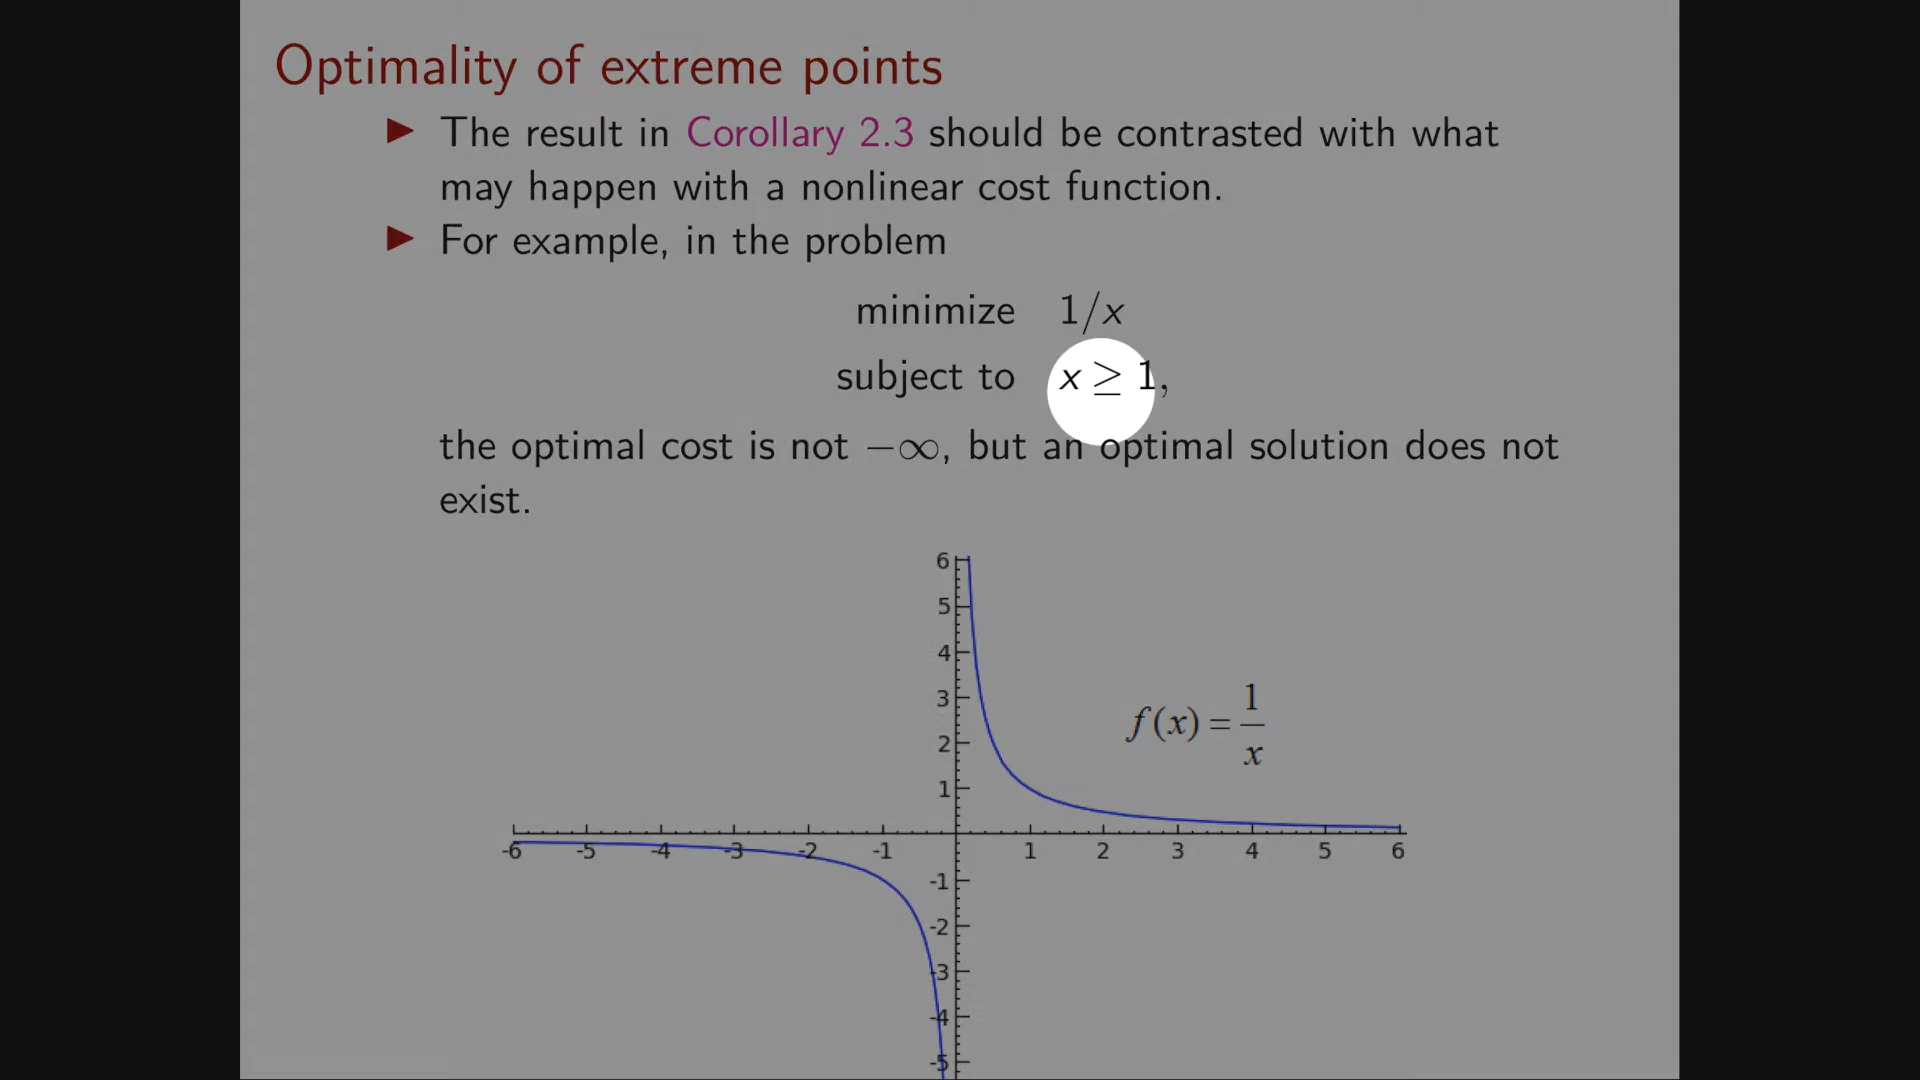 Optimality of extreme points
▶ The result in Corollary 2.3 should be contrasted with what
may happen with a nonlinear cost function.
▶ For example, in the problem
minimize 1/x
subject to x ≥ 1,
the optimal cost is not −∞, but an optimal solution does not
exist.
6
5
4
3
2
1
f(x) = 1/x
-6 -5 -4 -3 -2 -1 1 2 3 4 5 6
-1
-2
-3
-4
-5